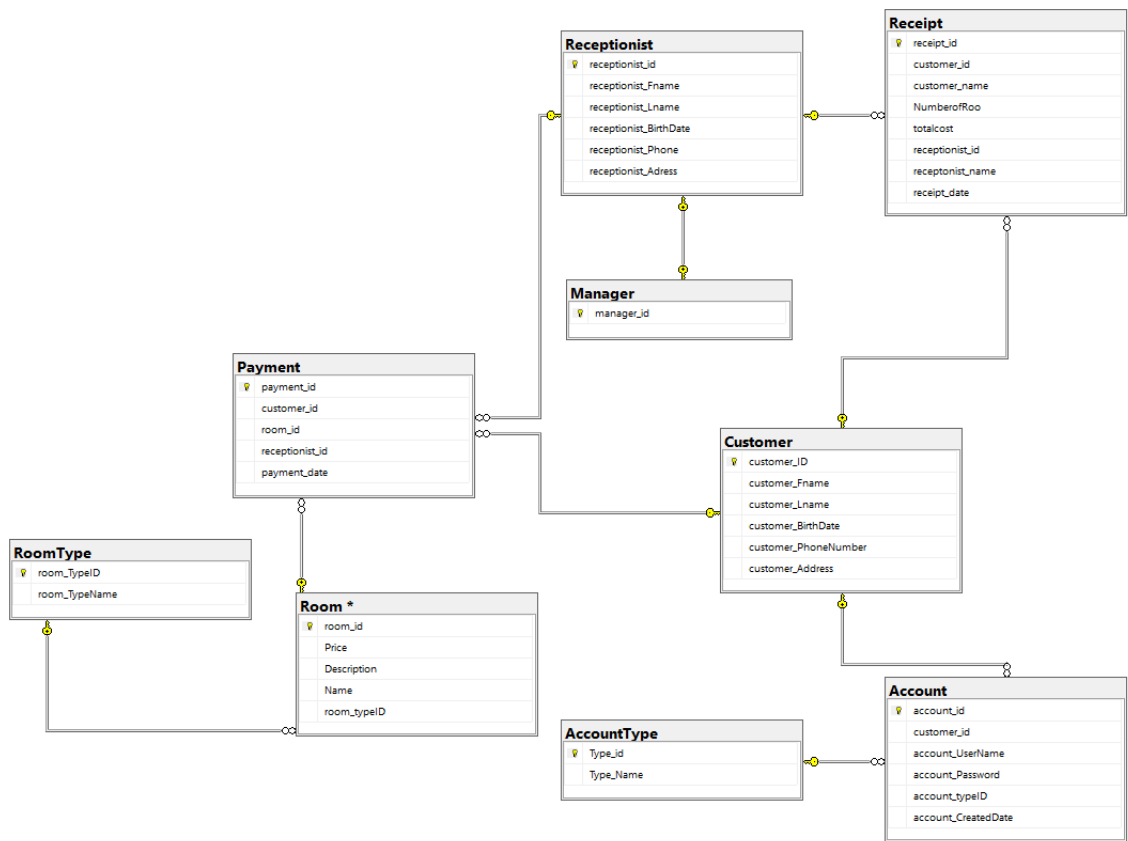 Receptionist
receptionist_id
receptionist_Fname
receptionist_Lname
receptionist_BirthDate
receptionist_Phone
receptionist_Adress
Receipt
receipt_id
customer_id
customer_name
NumberofRoo
totalcost
receptionist_id
receptonist_name
receipt_date
Manager
manager_id
Payment
payment_id
customer_id
room_id
receptionist_id
payment_date
Customer
customer_ID
customer_Fname
customer_Lname
customer_BirthDate
customer_PhoneNumber
customer_Address
RoomType
room_TypeID
room_TypeName
Room *
room_id
Price
Description
Name
room_typeID
AccountType
Type_id
Type_Name
Account
account_id
customer_id
account_UserName
account_Password
account_typeID
account_CreatedDate